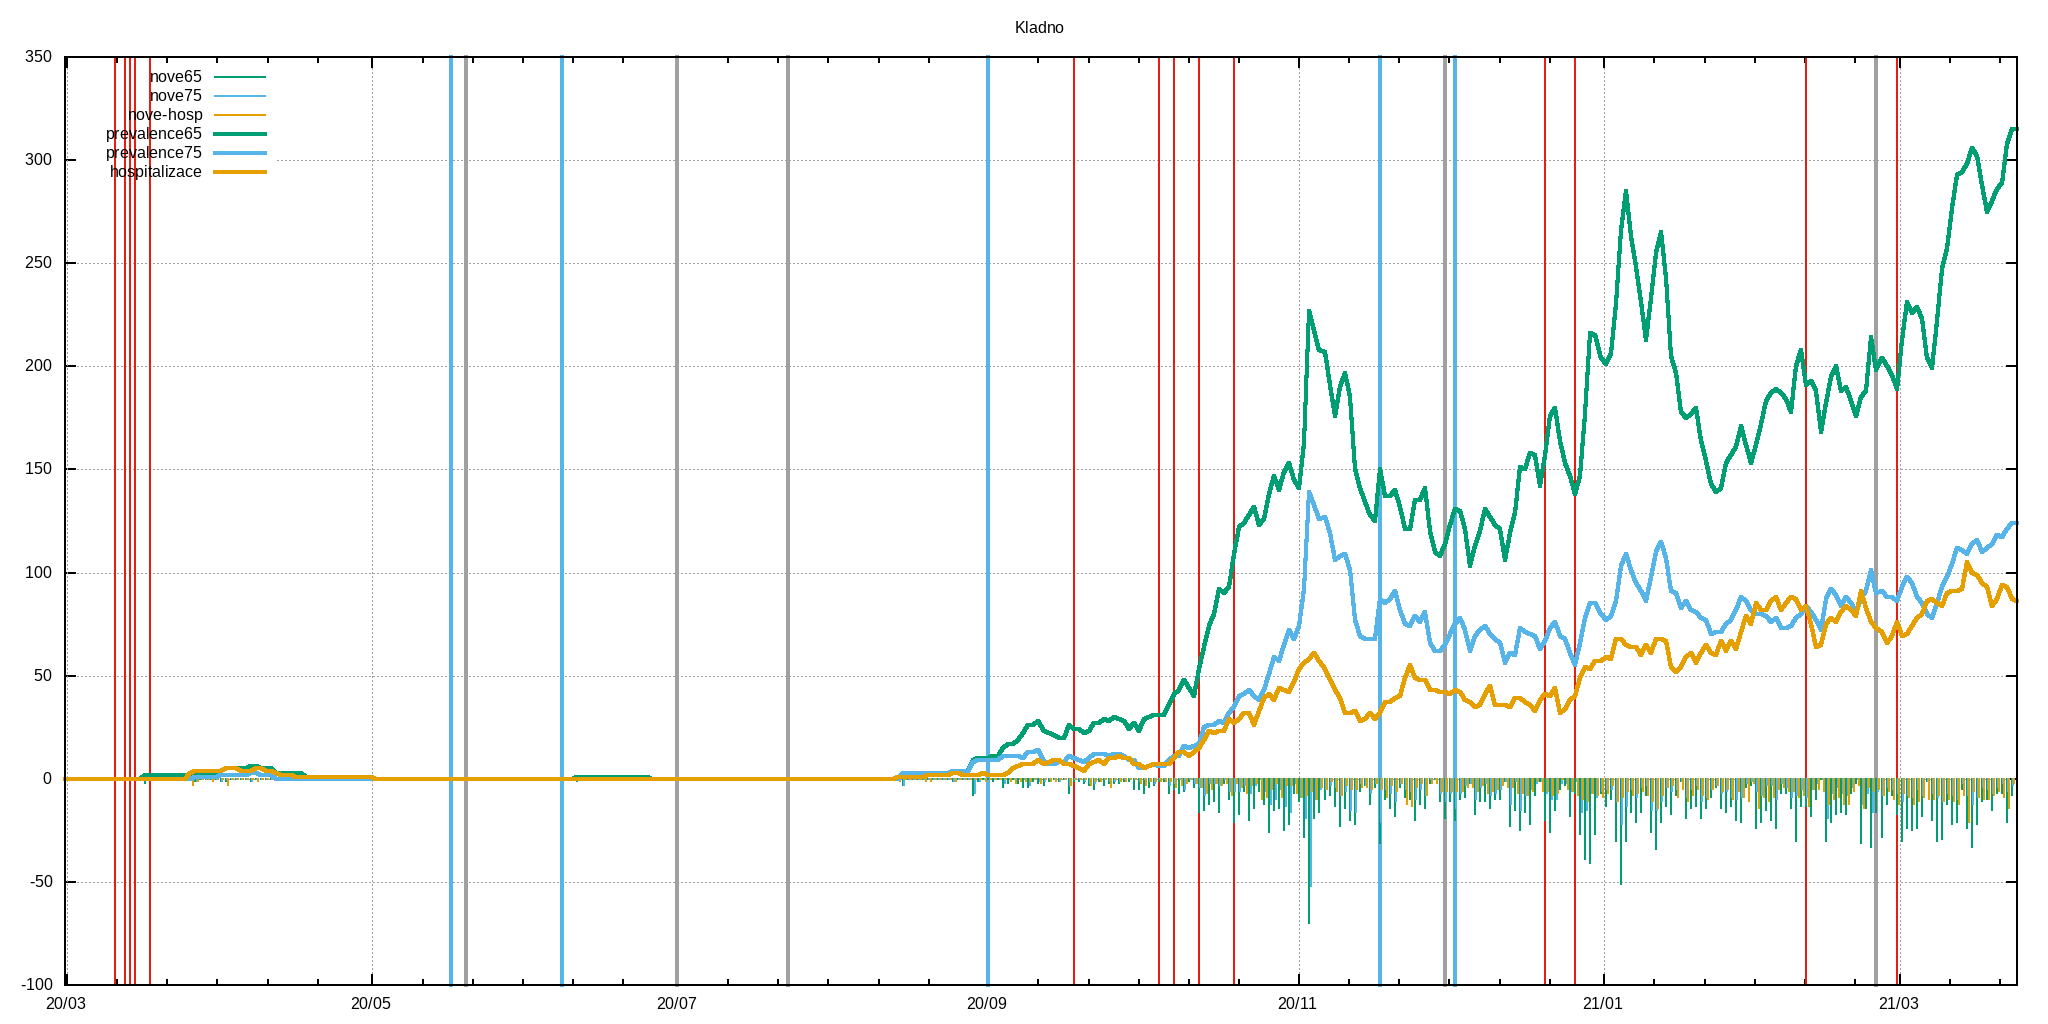 Kladno
350
300
250
200
150
100
50
0
-50
-100
nove65
nove75
nove-hosp
prevalence65
prevalence75
hospitalizace
20/03 20/05 20/07 20/09 20/11 21/01 21/03